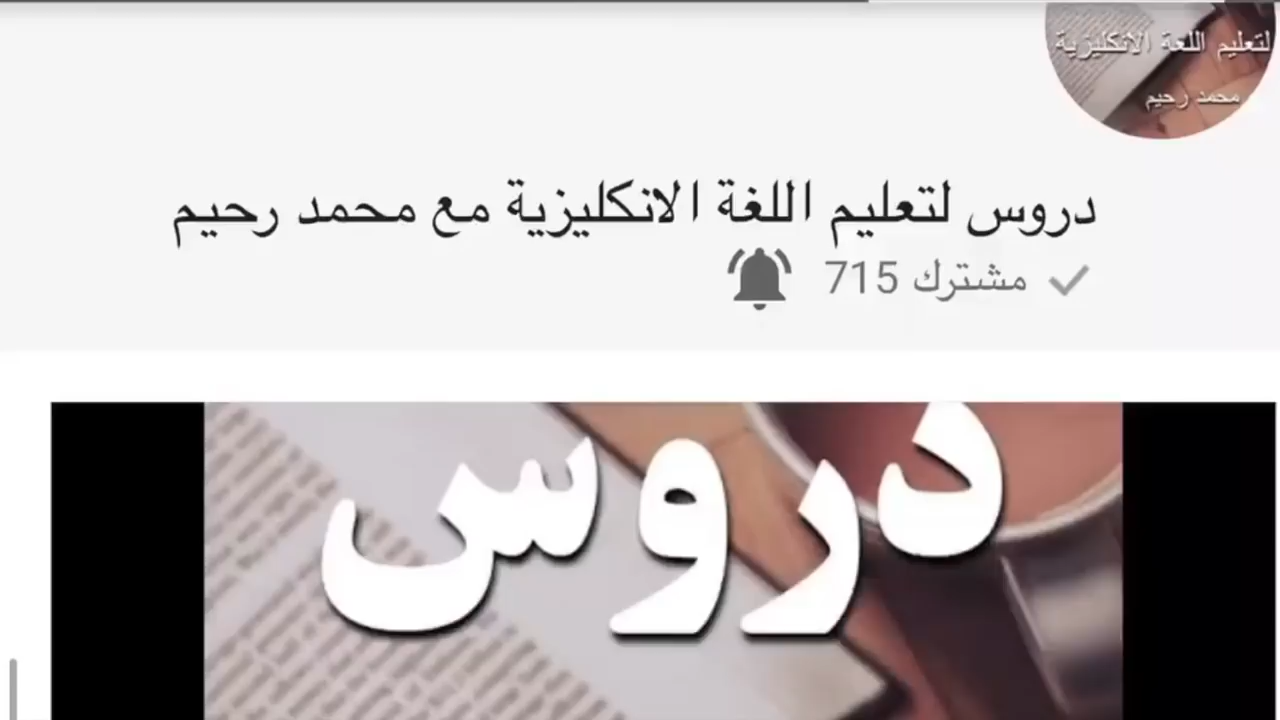 لتعليم اللغة الانكليزية
محمد رحيم
دروس لتعليم اللغة الانكليزية مع محمد رحيم
مشترك 715
دروس